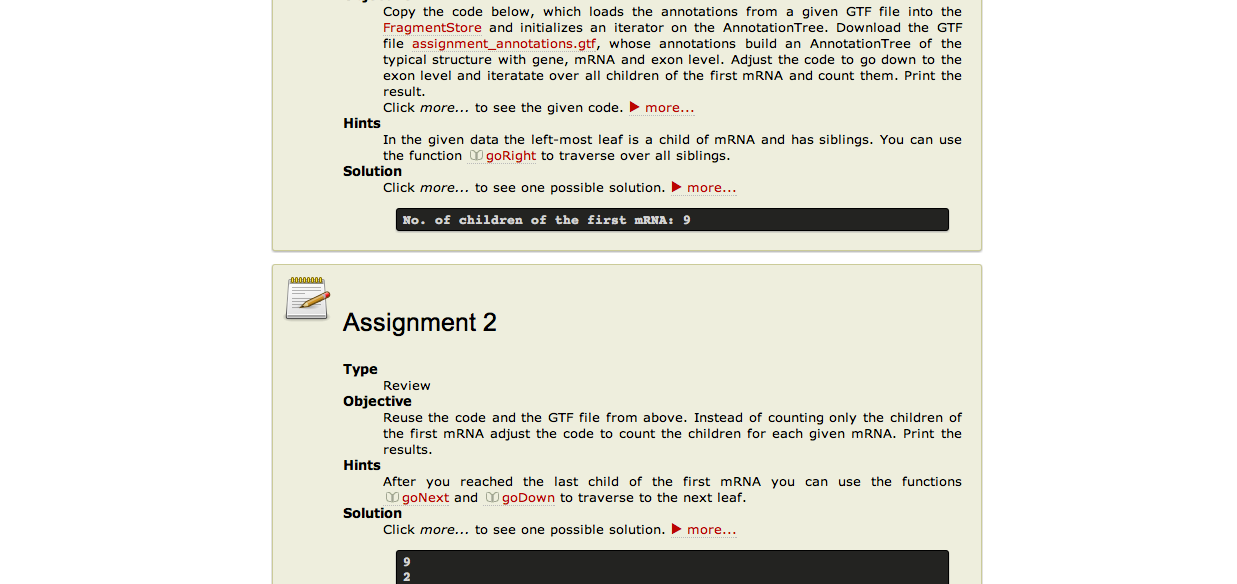 Copy the code below, which loads the annotations from a given GTF file into the
FragmentStore and initializes an iterator on the AnnotationTree. Download the GTF
file assignment_annotations.gtf, whose annotations build an AnnotationTree of the
typical structure with gene, mRNA and exon level. Adjust the code to go down to the
exon level and iteratate over all children of the first mRNA and count them. Print the
result.
Click more... to see the given code. ▶ more...
Hints
In the given data the left-most leaf is a child of mRNA and has siblings. You can use
the function goRight to traverse over all siblings.
Solution
Click more... to see one possible solution. ▶ more...
No. of children of the first mRNA: 9
Assignment 2
Type
Review
Objective
Reuse the code and the GTF file from above. Instead of counting only the children of
the first mRNA adjust the code to count the children for each given mRNA. Print the
results.
Hints
After you reached the last child of the first mRNA you can use the functions
goNext and goDown to traverse to the next leaf.
Solution
Click more... to see one possible solution. ▶ more...
9
2